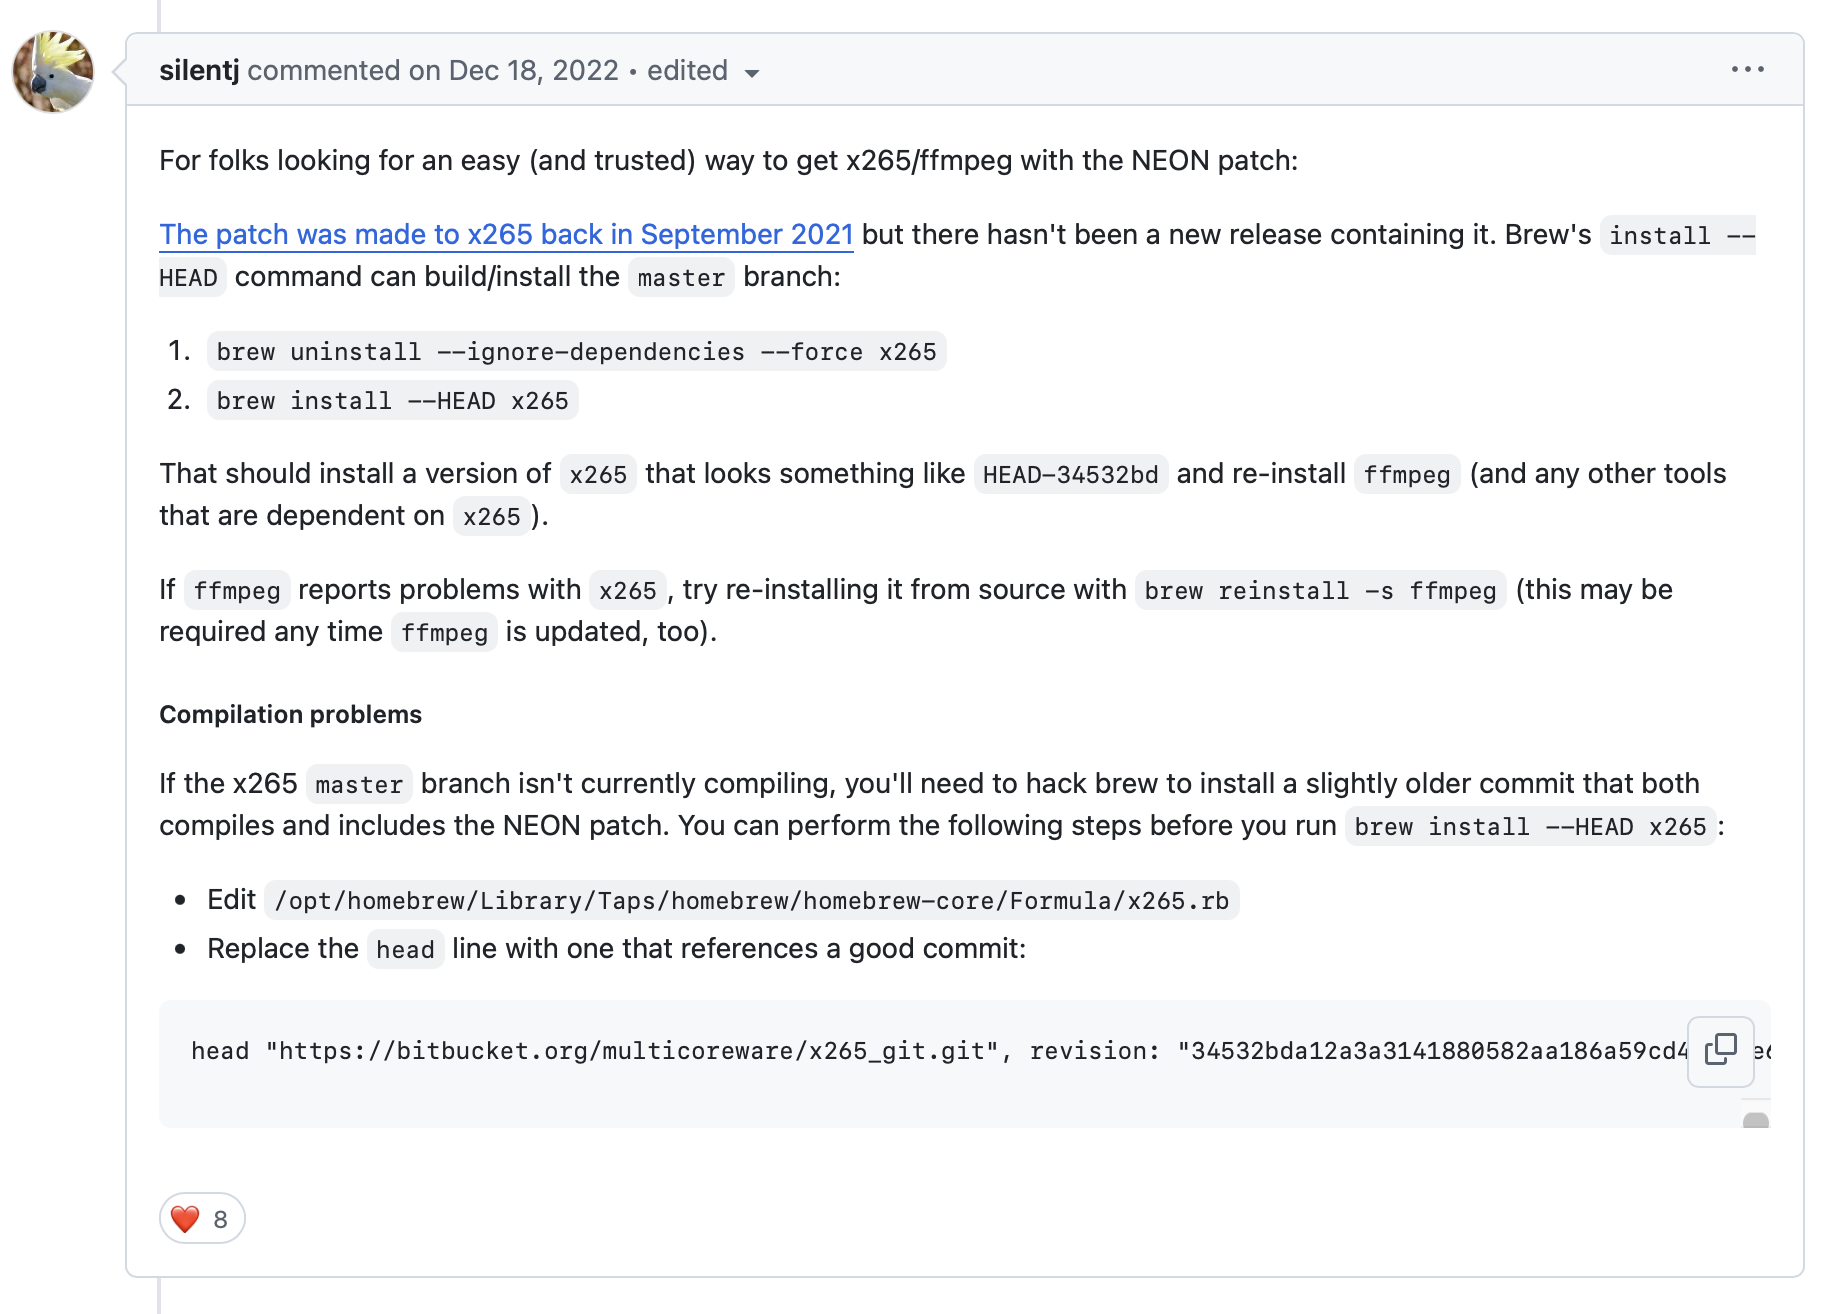 silentj commented on Dec 18, 2022 • edited
For folks looking for an easy (and trusted) way to get x265/ffmpeg with the NEON patch:
The patch was made to x265 back in September 2021 but there hasn't been a new release containing it. Brew's install --
HEAD command can build/install the master branch:
1. brew uninstall --ignore-dependencies --force x265
2. brew install --HEAD x265
That should install a version of x265 that looks something like HEAD-34532bd and re-install ffmpeg (and any other tools
that are dependent on x265 ).
If ffmpeg reports problems with x265 , try re-installing it from source with brew reinstall -s ffmpeg (this may be
required any time ffmpeg is updated, too).
Compilation problems
If the x265 master branch isn't currently compiling, you'll need to hack brew to install a slightly older commit that both
compiles and includes the NEON patch. You can perform the following steps before you run brew install --HEAD x265 :
• Edit /opt/homebrew/Library/Taps/homebrew/homebrew-core/Formula/x265.rb
• Replace the head line with one that references a good commit:
head "https://bitbucket.org/multicoreware/x265_git.git", revision: "34532bda12a3a3141880582aa186a59cd4
8